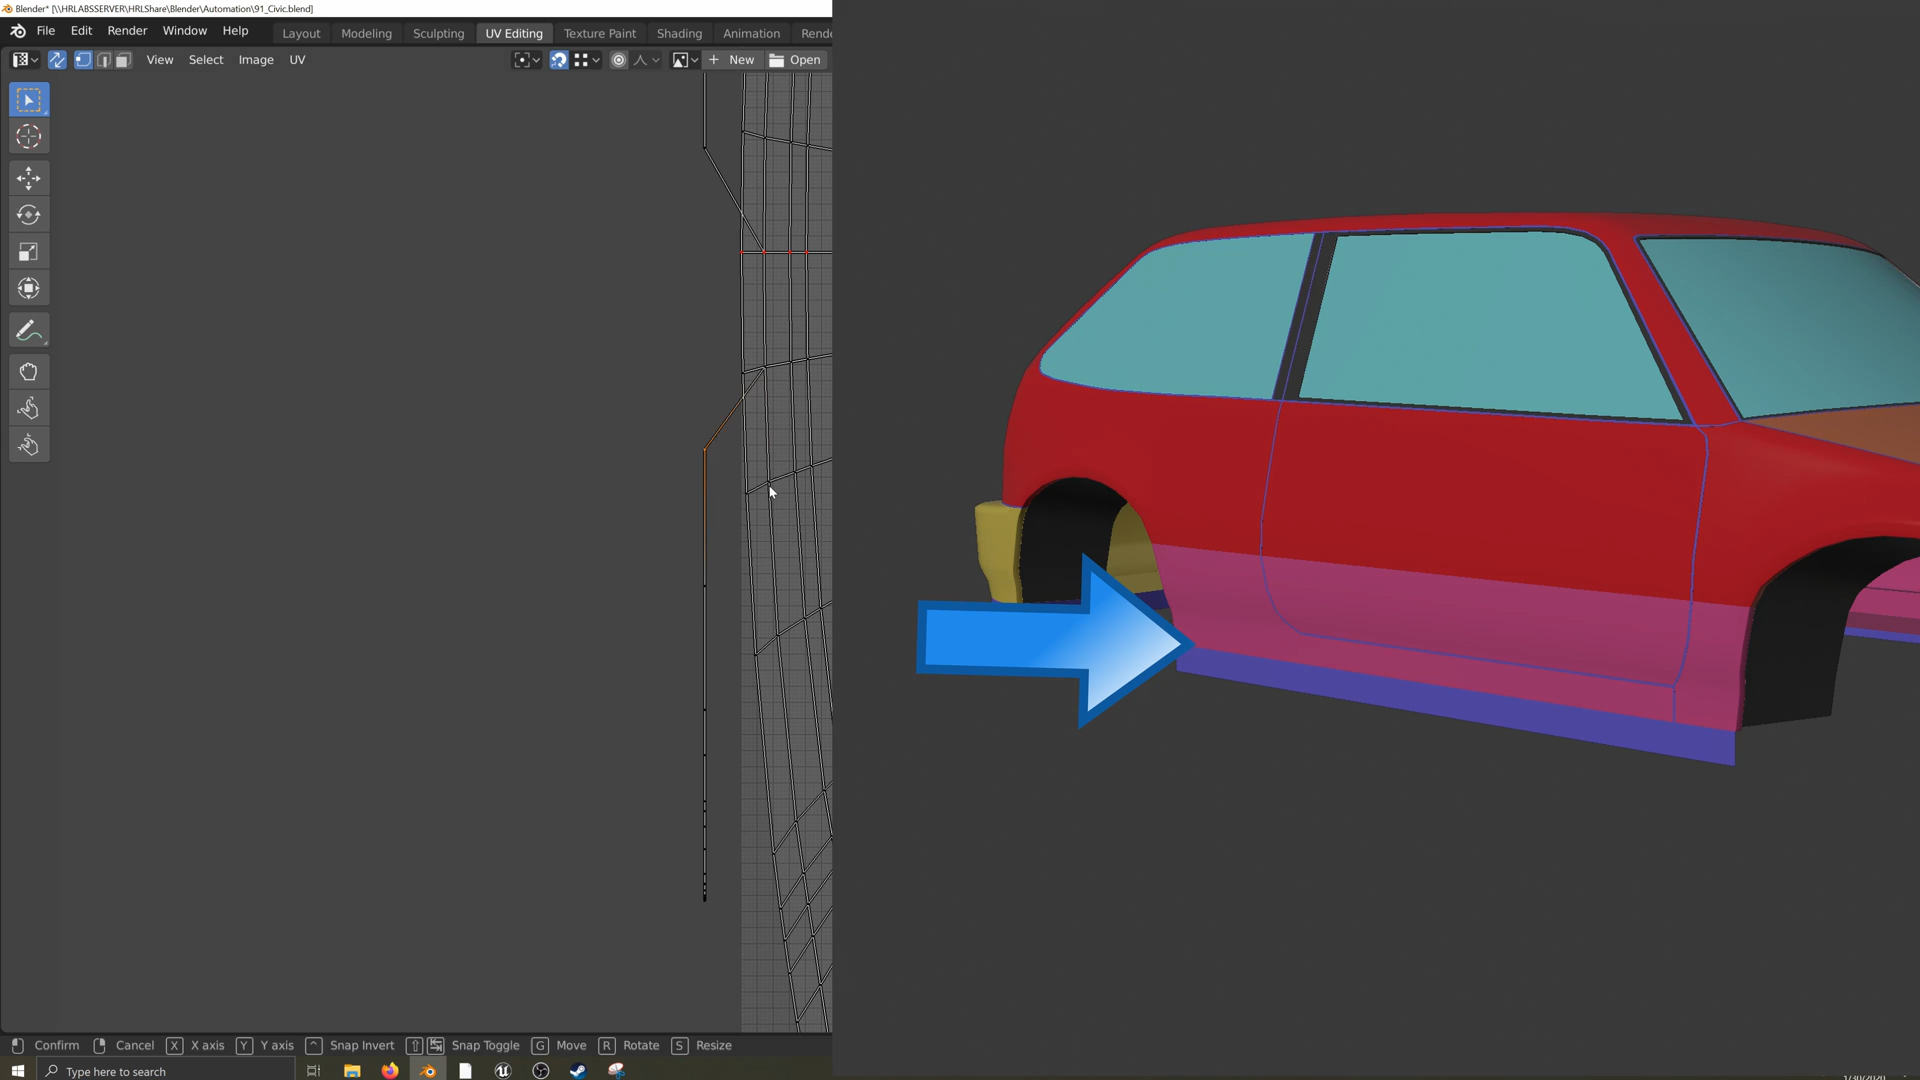 Blender* [\\HRLABSSERVER\HRLShare\Blender\Automation\91_Civic.blend]
File Edit Render Window Help Layout Modeling Sculpting UV Editing Texture Paint Shading Animation
View Select Image UV New Open
Confirm X X axis Cancel Y Y axis ^ Snap Invert Snap Toggle G Move R Rotate S Resize
Type here to search